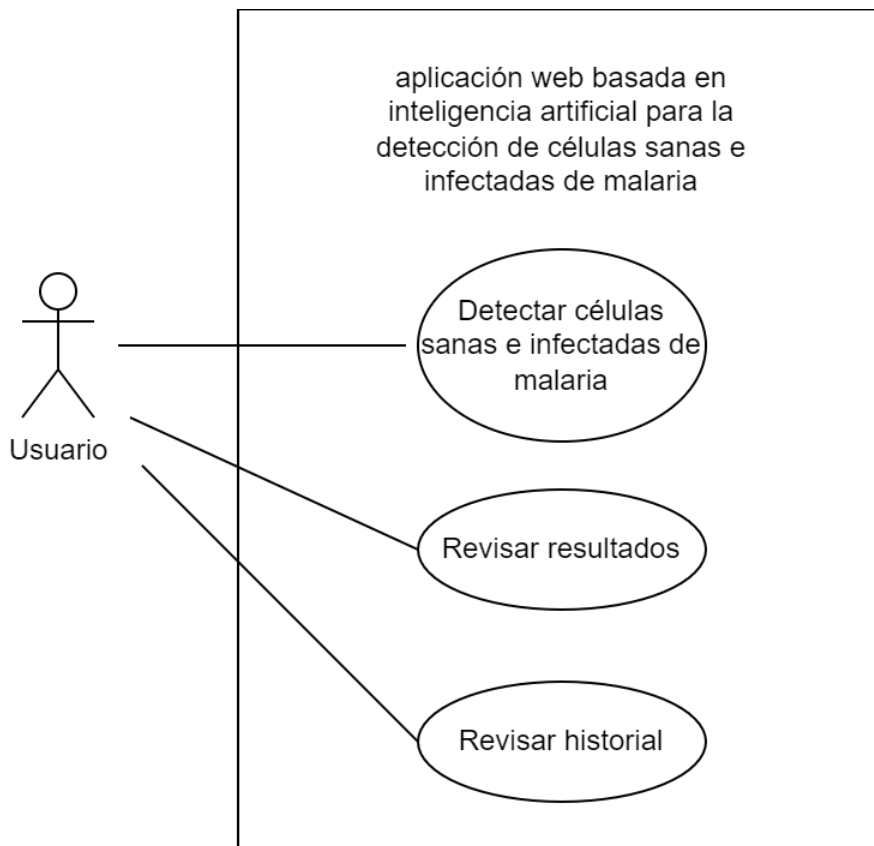 aplicación web basada en
inteligencia artificial para la
detección de células sanas e
infectadas de malaria
Detectar células
sanas e infectadas de
malaria
Usuario
Revisar resultados
Revisar historial